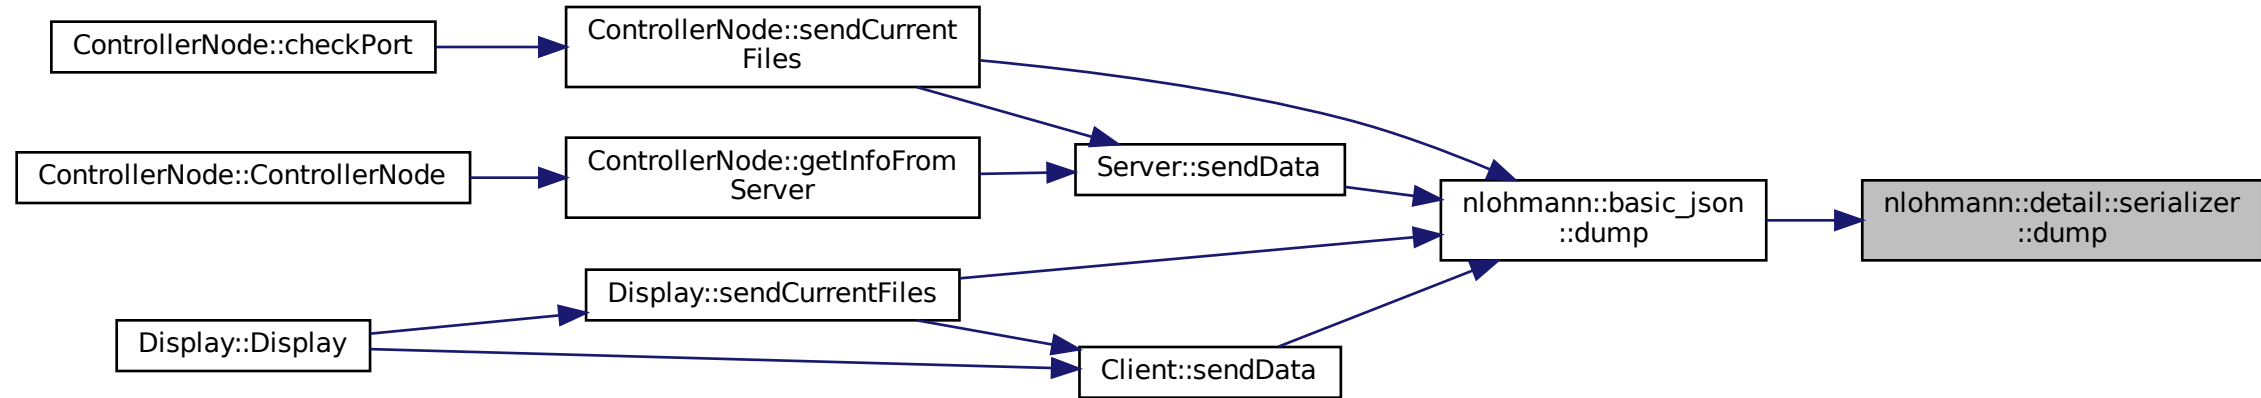 ControllerNode::checkPort
ControllerNode::sendCurrent
Files
ControllerNode::ControllerNode
ControllerNode::getInfoFrom
Server
Server::sendData
nlohmann::basic_json
::dump
nlohmann::detail::serializer
::dump
Display::sendCurrentFiles
Display::Display
Client::sendData